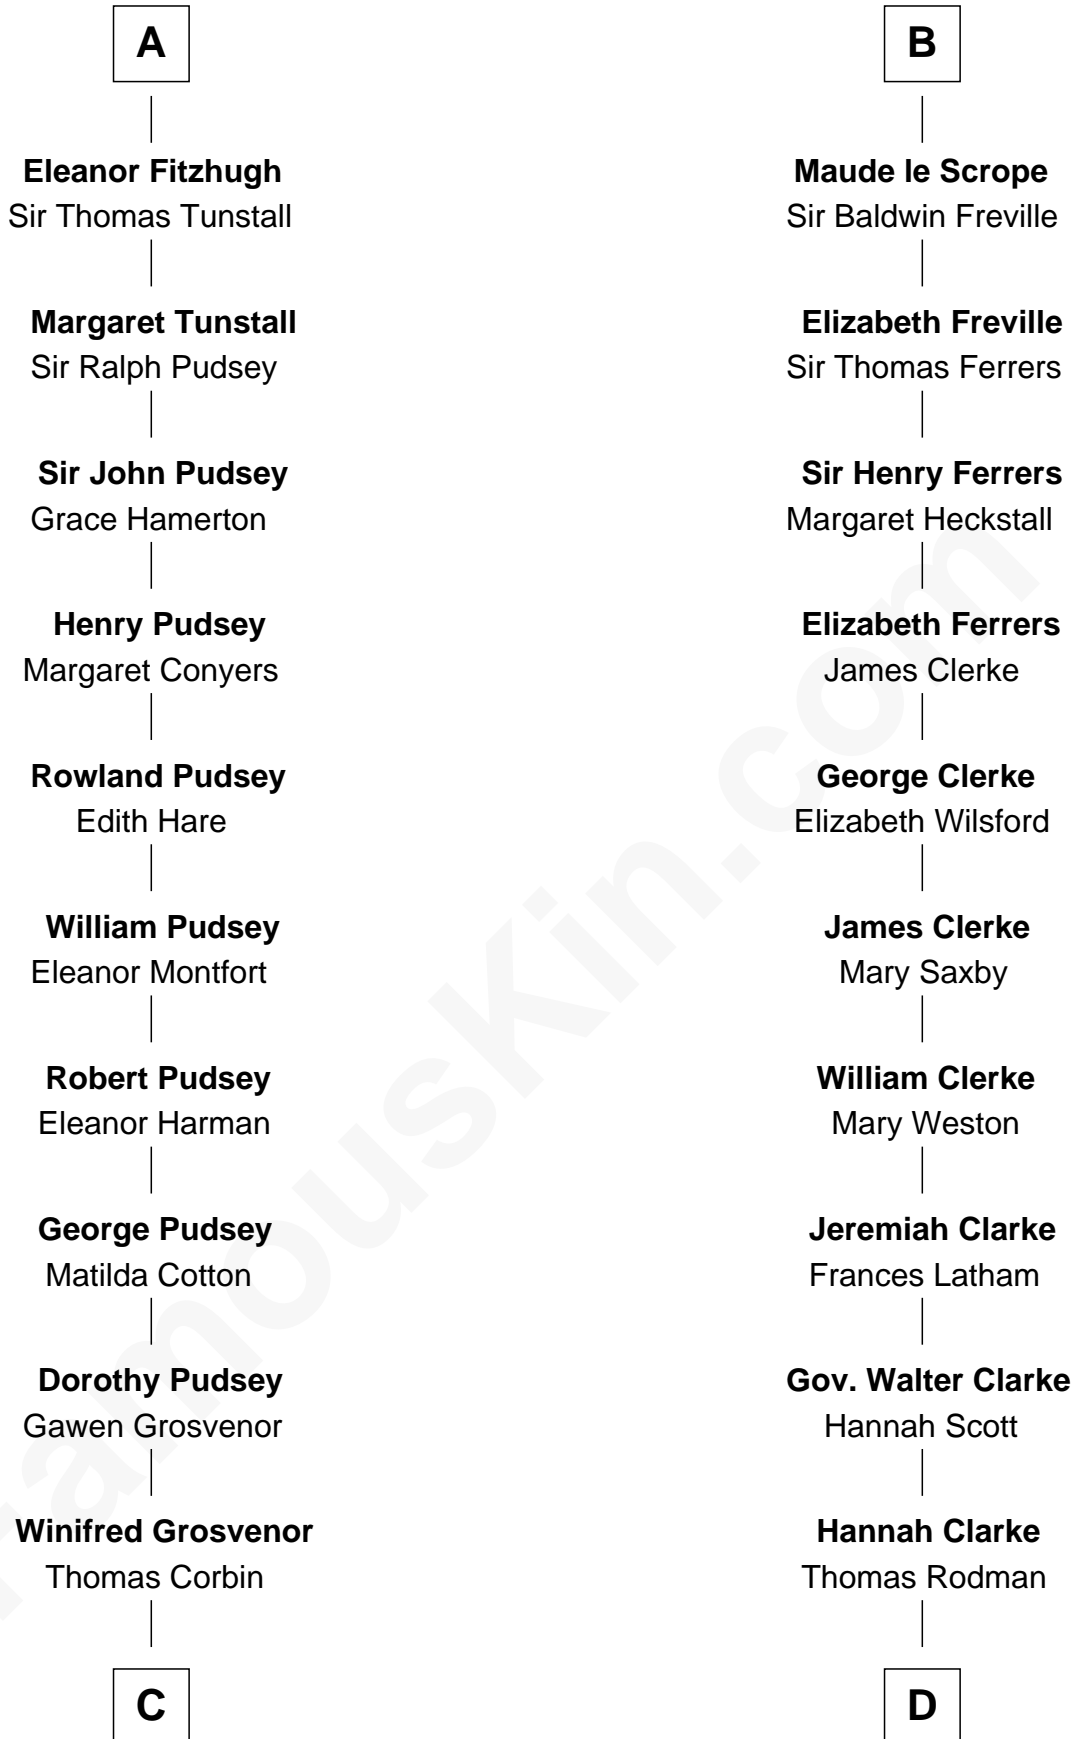 A
Eleanor Fitzhugh
Sir Thomas Tunstall
Margaret Tunstall
Sir Ralph Pudsey
Sir John Pudsey
Grace Hamerton
Henry Pudsey
Margaret Conyers
Rowland Pudsey
Edith Hare
William Pudsey
Eleanor Montfort
Robert Pudsey
Eleanor Harman
George Pudsey
Matilda Cotton
Dorothy Pudsey
Gawen Grosvenor
Winifred Grosvenor
Thomas Corbin
C
B
Maude le Scrope
Sir Baldwin Freville
Elizabeth Freville
Sir Thomas Ferrers
Sir Henry Ferrers
Margaret Heckstall
Elizabeth Ferrers
James Clerke
George Clerke
Elizabeth Wilsford
James Clerke
Mary Saxby
William Clerke
Mary Weston
Jeremiah Clarke
Frances Latham
Gov. Walter Clarke
Hannah Scott
Hannah Clarke
Thomas Rodman
D
FamousKin.com